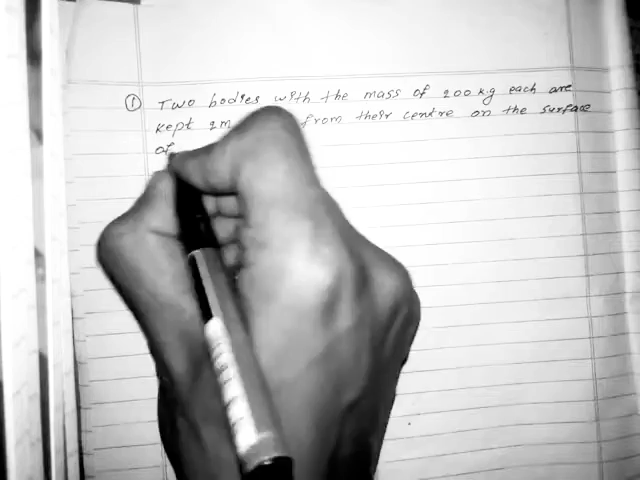 ① Two bodies with the mass of 200 kg each are
kept 2m from their centre on the surface
of